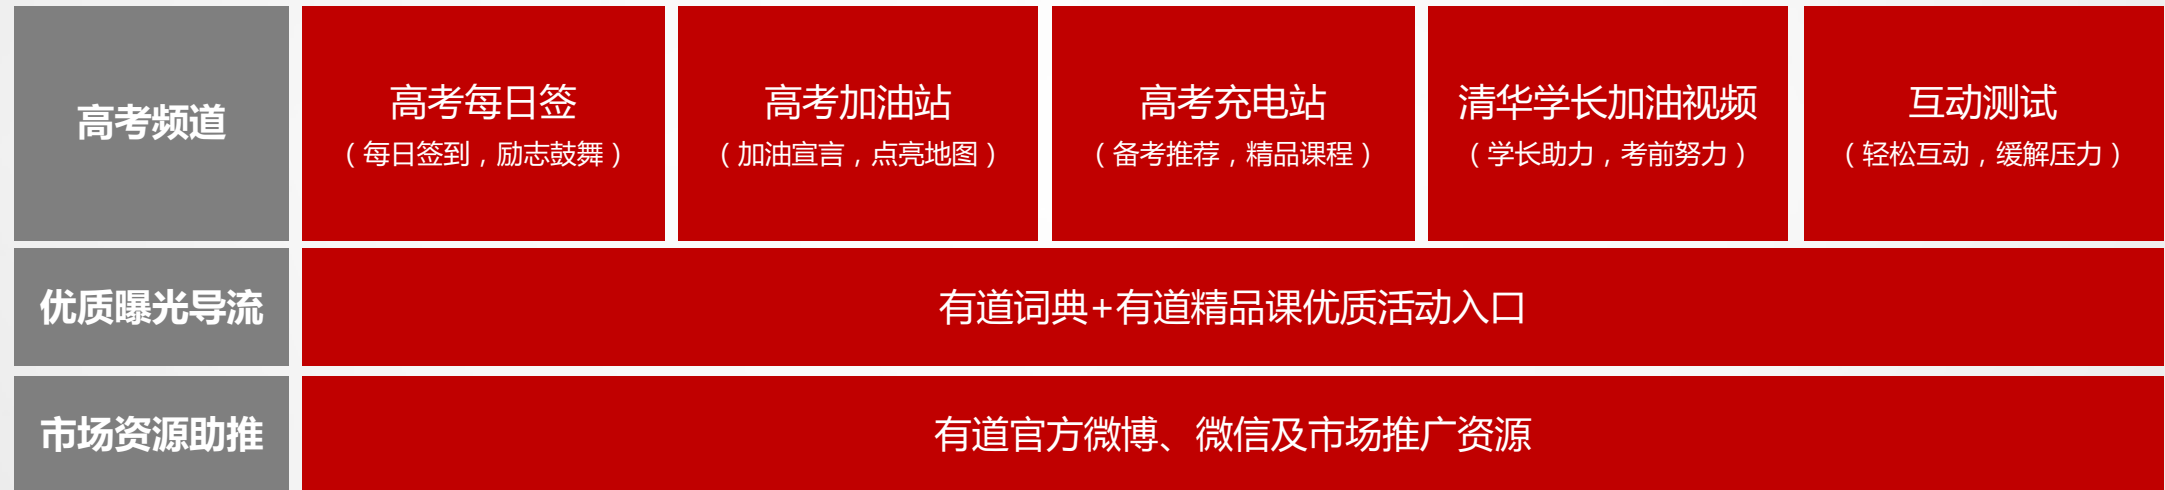 高考频道
高考每日签
（每日签到，励志鼓舞）
高考加油站
（加油宣言，点亮地图）
高考充电站
（备考推荐，精品课程）
清华学长加油视频
（学长助力，考前努力）
互动测试
（轻松互动，缓解压力）
优质曝光导流
有道词典+有道精品课优质活动入口
市场资源助推
有道官方微博、微信及市场推广资源